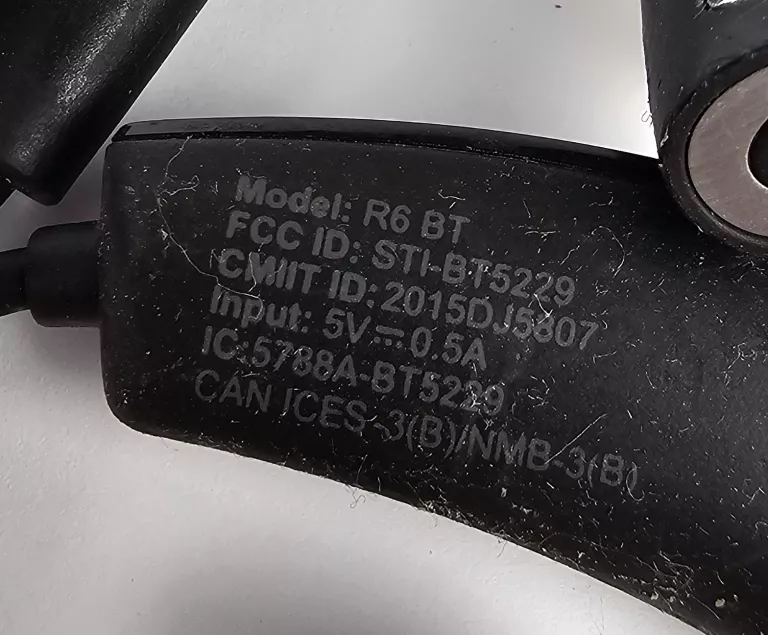 Model: R6 BT
FCC ID: STI-BT5229
CMIIT ID: 2015DJ5807
Input: 5V⎓0.5A
IC:5788A-BT5229
CAN ICES-3(B)/NMB-3(B)